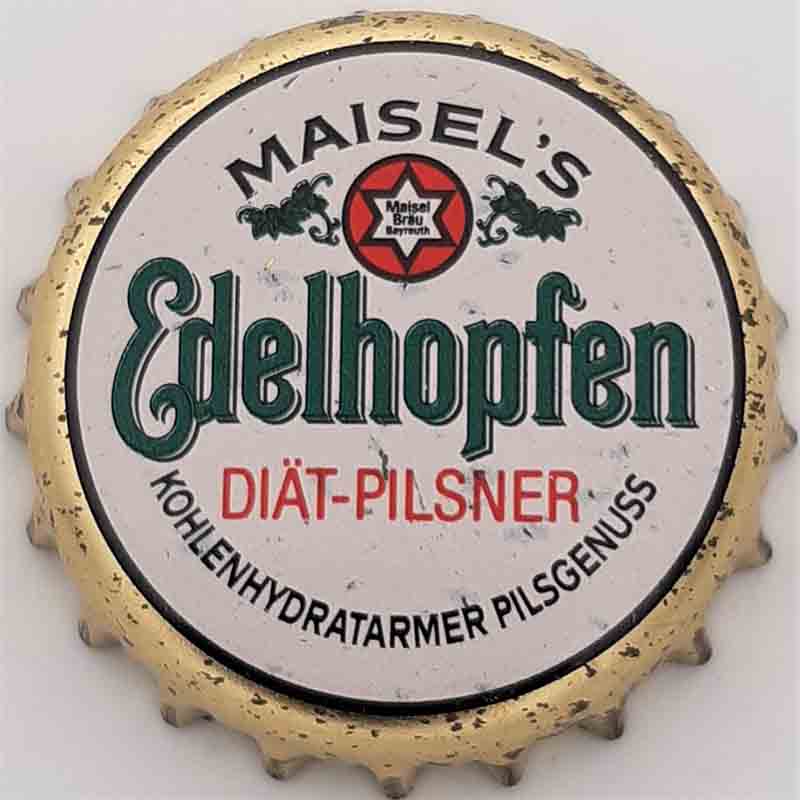 MAISEL'S
Maisel
Bräu
Bayreuth
Edelhopfen
DIÄT-PILSNER
KOHLENHYDRATARMER PILSGENUSS